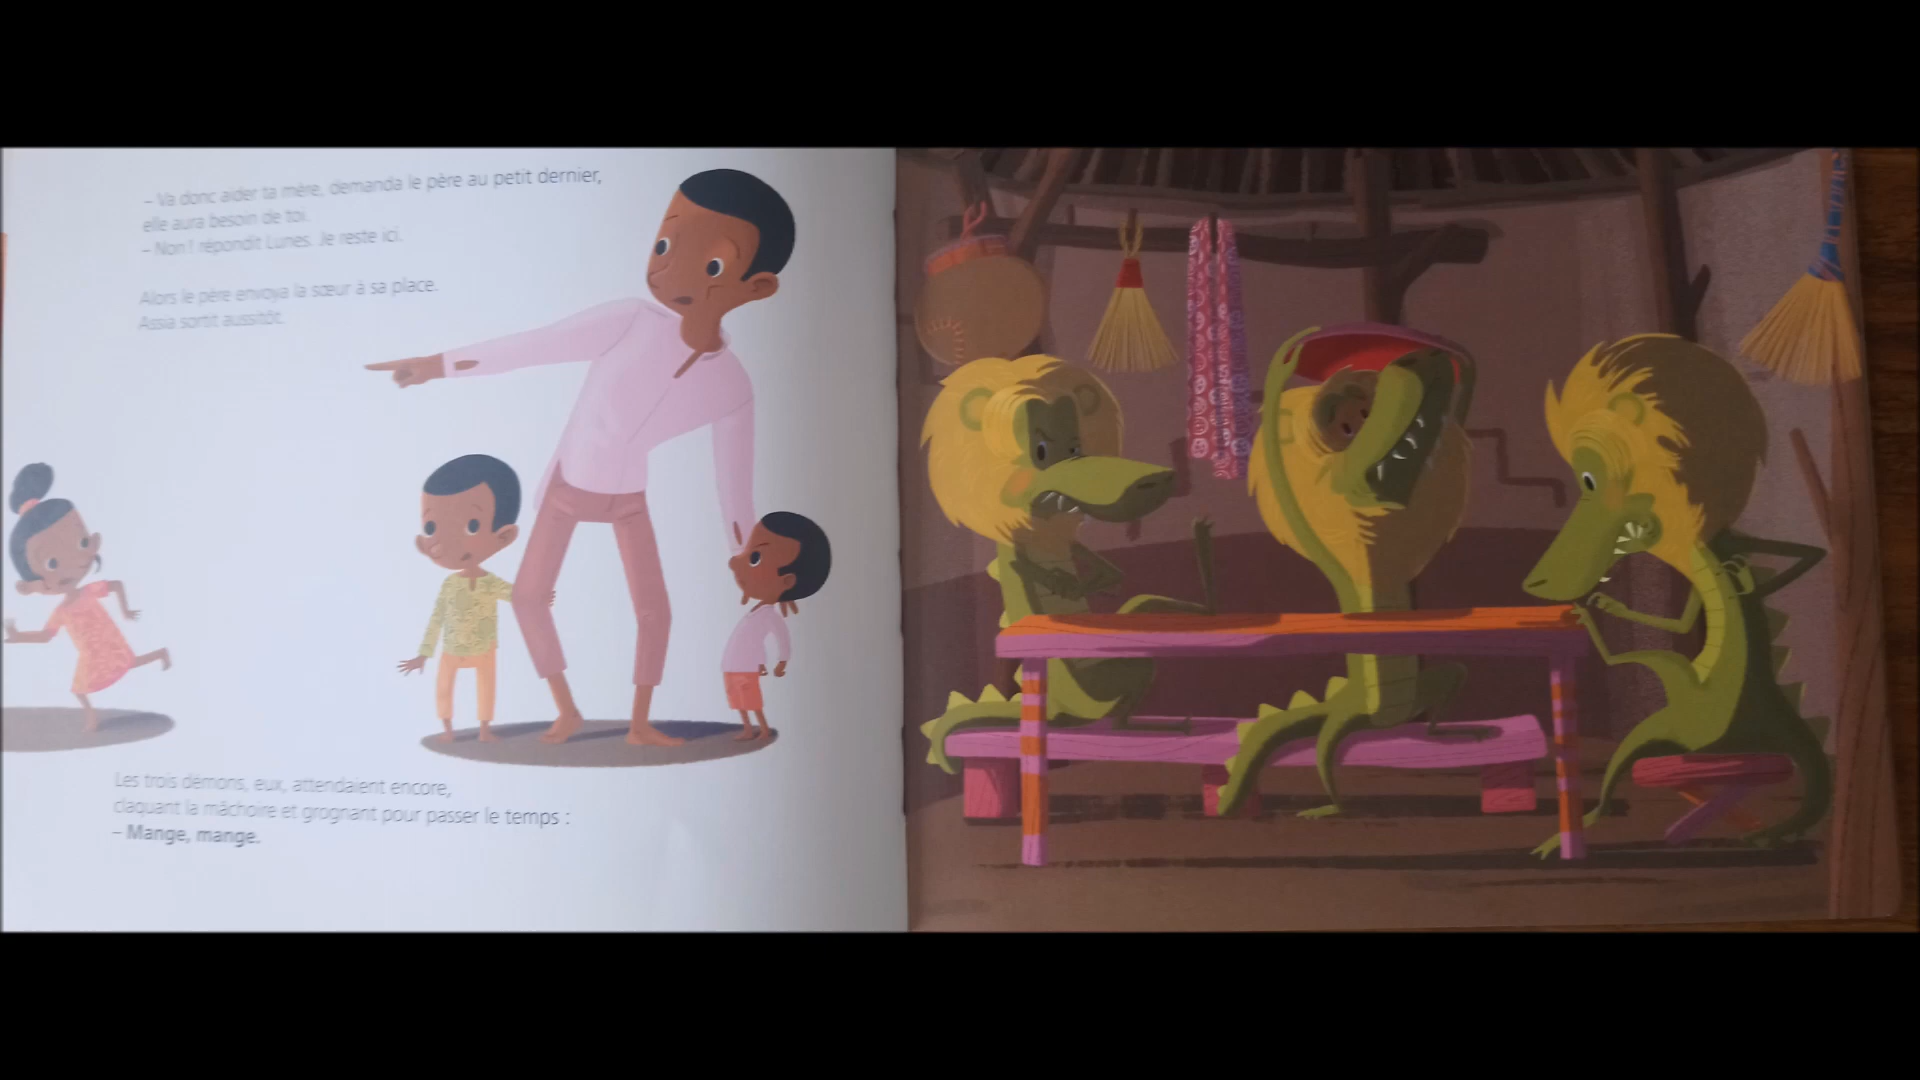 – Va donc aider ta mère, demanda le père au petit dernier,
elle aura besoin de toi.
– Non ! répondit Lunes. Je reste ici.
Alors le père envoya la sœur à sa place.
Assia sortit aussitôt.
Les trois démons, eux, attendaient encore,
claquant la mâchoire et grognant pour passer le temps :
– Mange, mange.